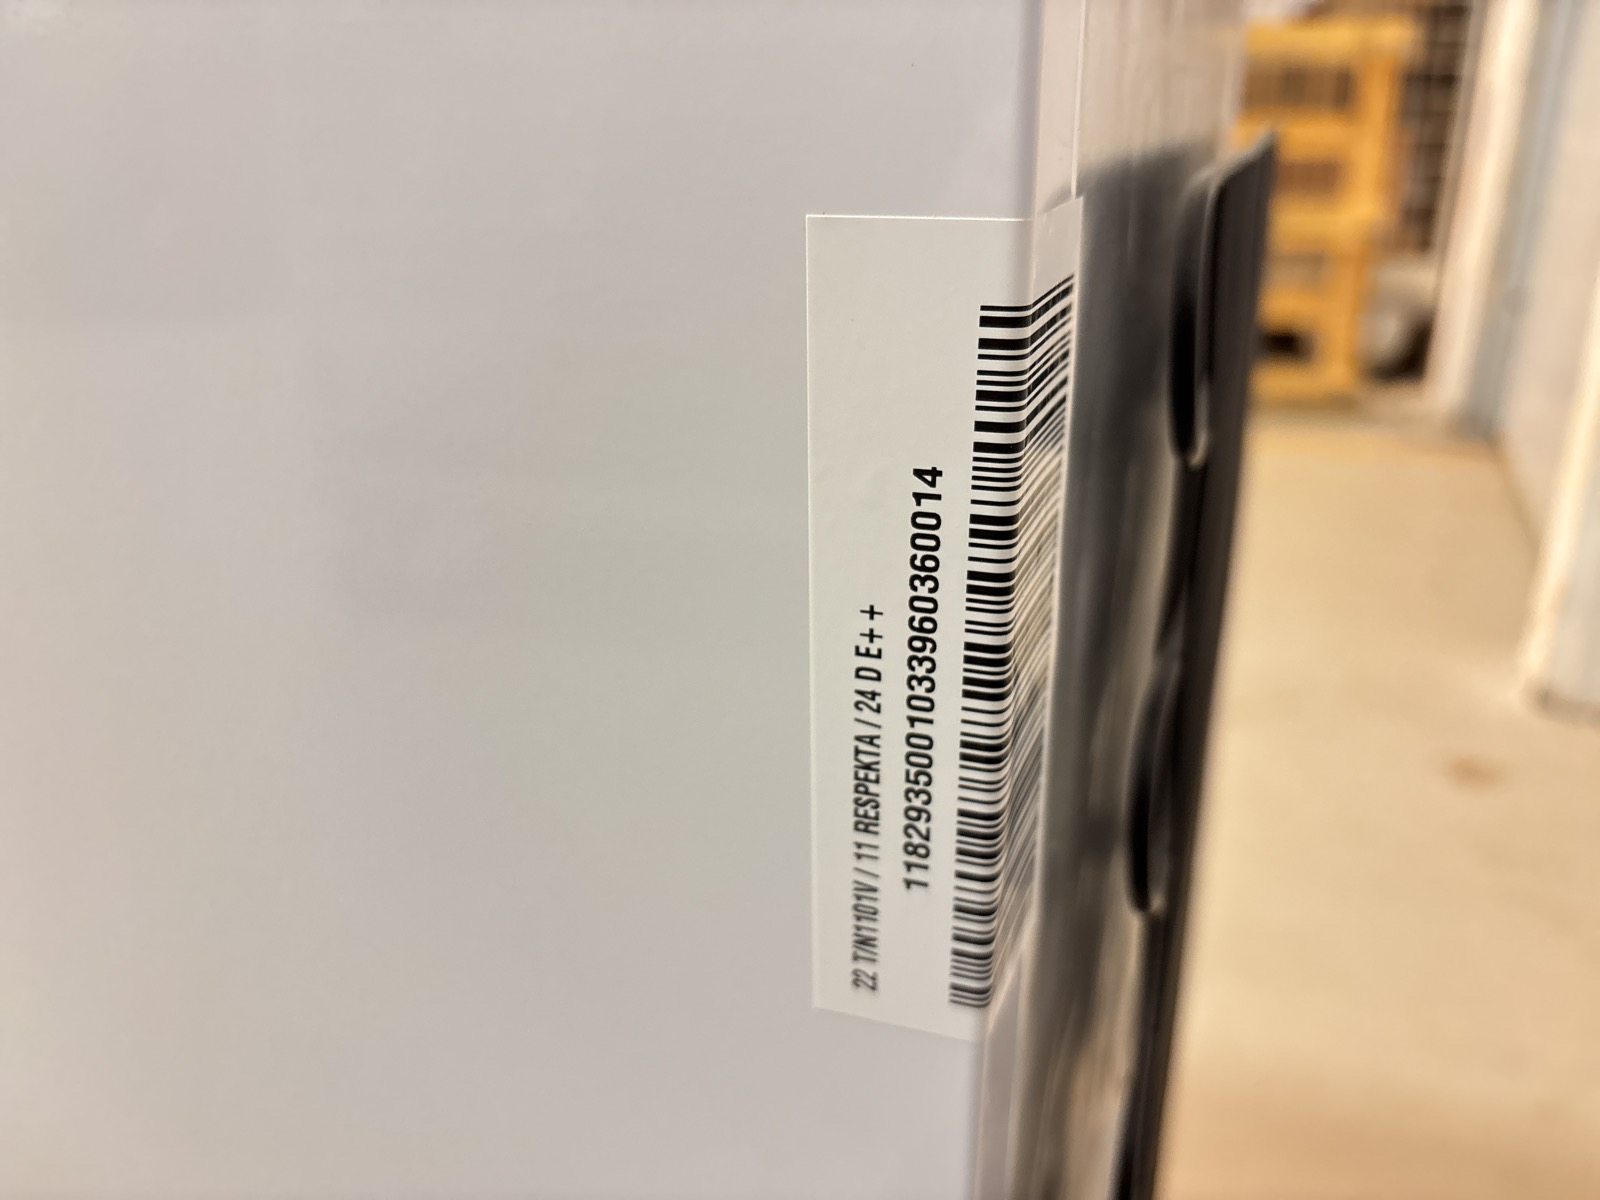 22 T/N1101V / 11 RESPEKTA / 24 D E++
1182935001033960360014